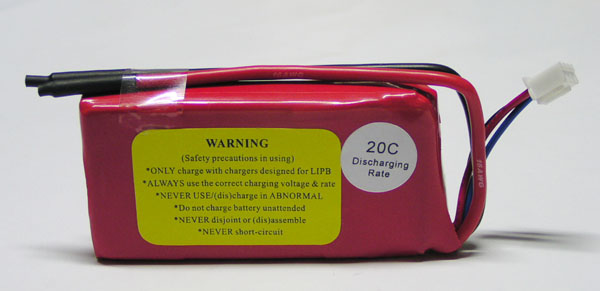 16AWG
WARNING
(Safety precautions in using)
*ONLY charge with chargers designed for LIPB
*ALWAYS use the correct charging voltage & rate
*NEVER USE/(dis)charge in ABNORMAL
*Do not charge battery unattended
*NEVER disjoint or (dis)assemble
*NEVER short-circuit
20C
Discharging
Rate
16AWG